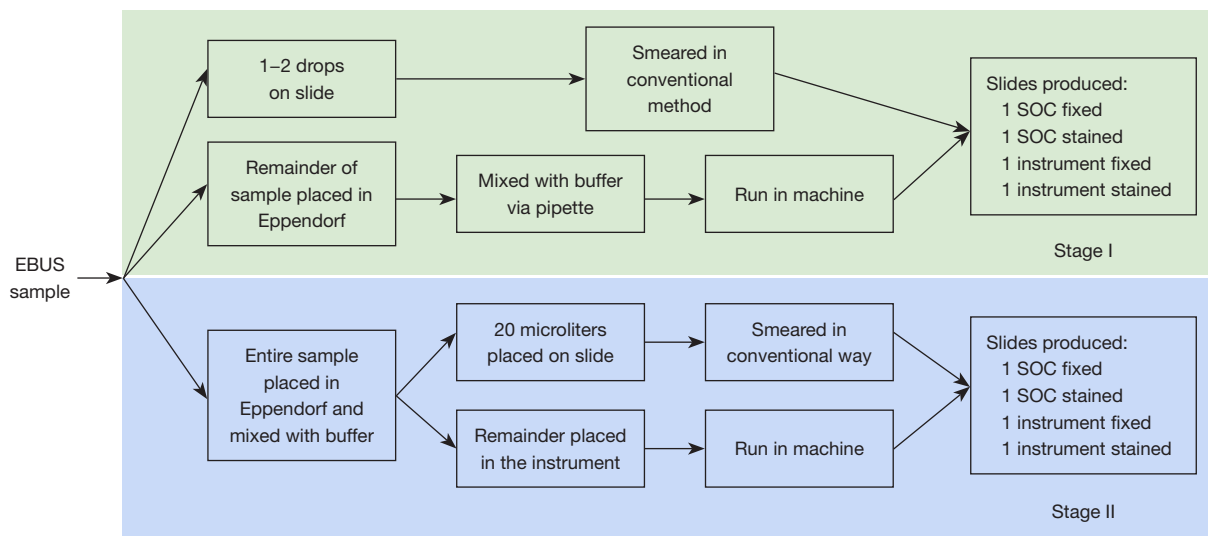 EBUS
sample
1–2 drops
on slide
Smeared in
conventional
method
Remainder of
sample placed in
Eppendorf
Mixed with buffer
via pipette
Run in machine
Slides produced:
1 SOC fixed
1 SOC stained
1 instrument fixed
1 instrument stained
Stage I
Entire sample
placed in
Eppendorf and
mixed with buffer
20 microliters
placed on slide
Smeared in
conventional way
Remainder placed
in the instrument
Run in machine
Slides produced:
1 SOC fixed
1 SOC stained
1 instrument fixed
1 instrument stained
Stage II